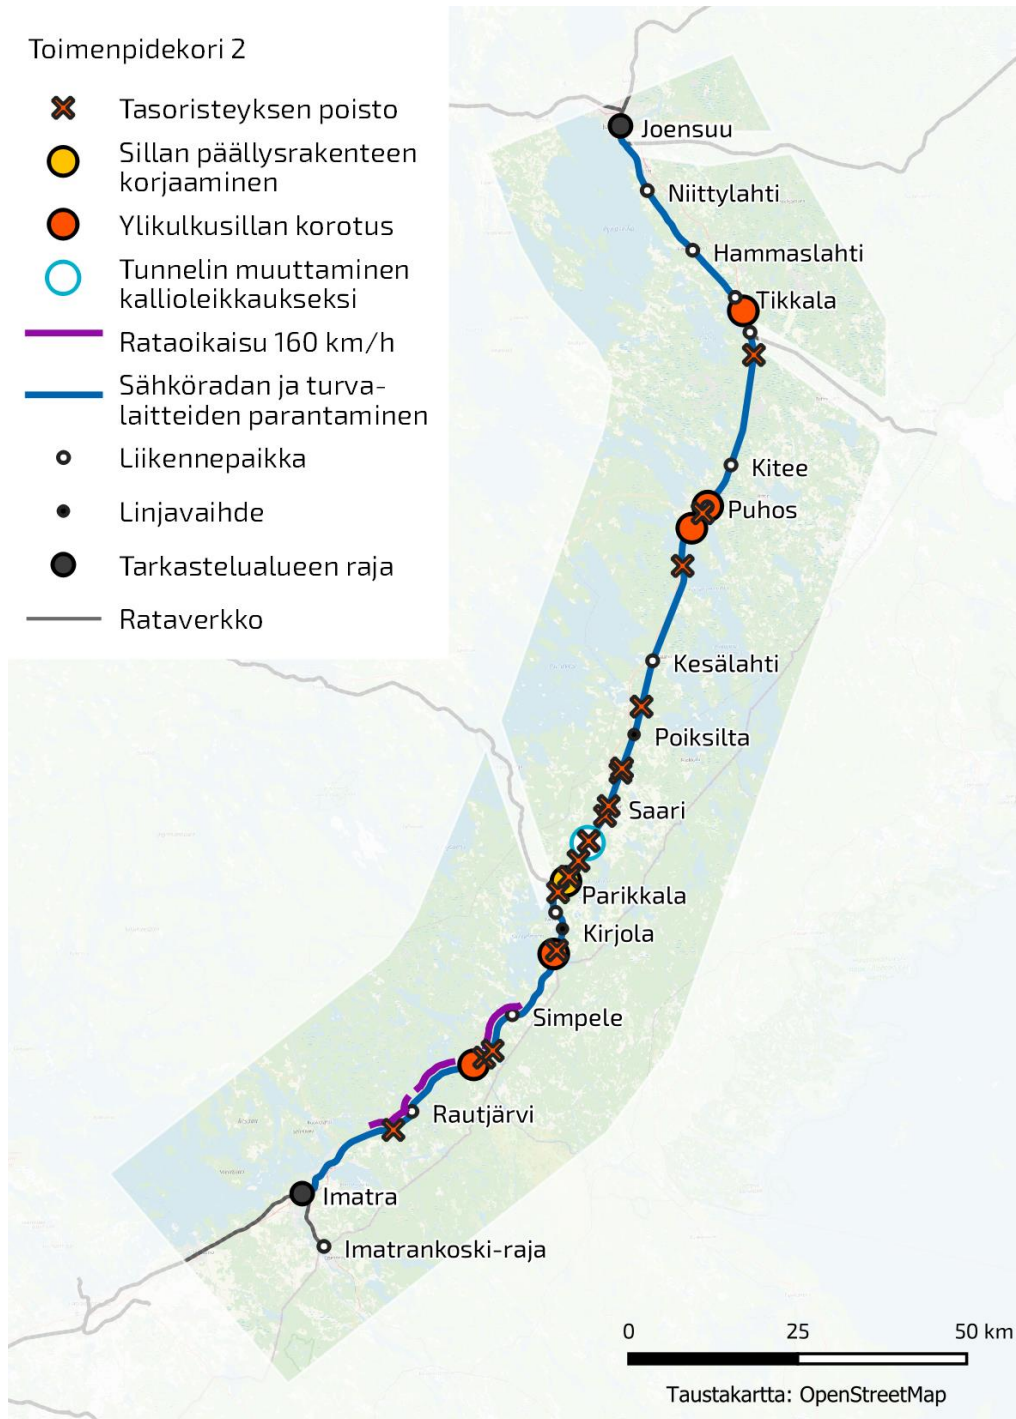 Toimenpidekori 2
Tasoristeyksen poisto
Sillan päällysrakenteen
korjaaminen
Ylikulkusillan korotus
Tunnelin muuttaminen
kallioleikkaukseksi
Rataoikaisu 160 km/h
Sähköradan ja turva-
laitteiden parantaminen
Liikennepaikka
Linjavaihde
Tarkastelualueen raja
Rataverkko
Joensuu
Niittylahti
Hammaslahti
Tikkala
Kitee
Puhos
Kesälahti
Poiksilta
Saari
Parikkala
Kirjola
Simpele
Rautjärvi
Imatra
Imatrankoski-raja
0 25 50 km
Taustakartta: OpenStreetMap